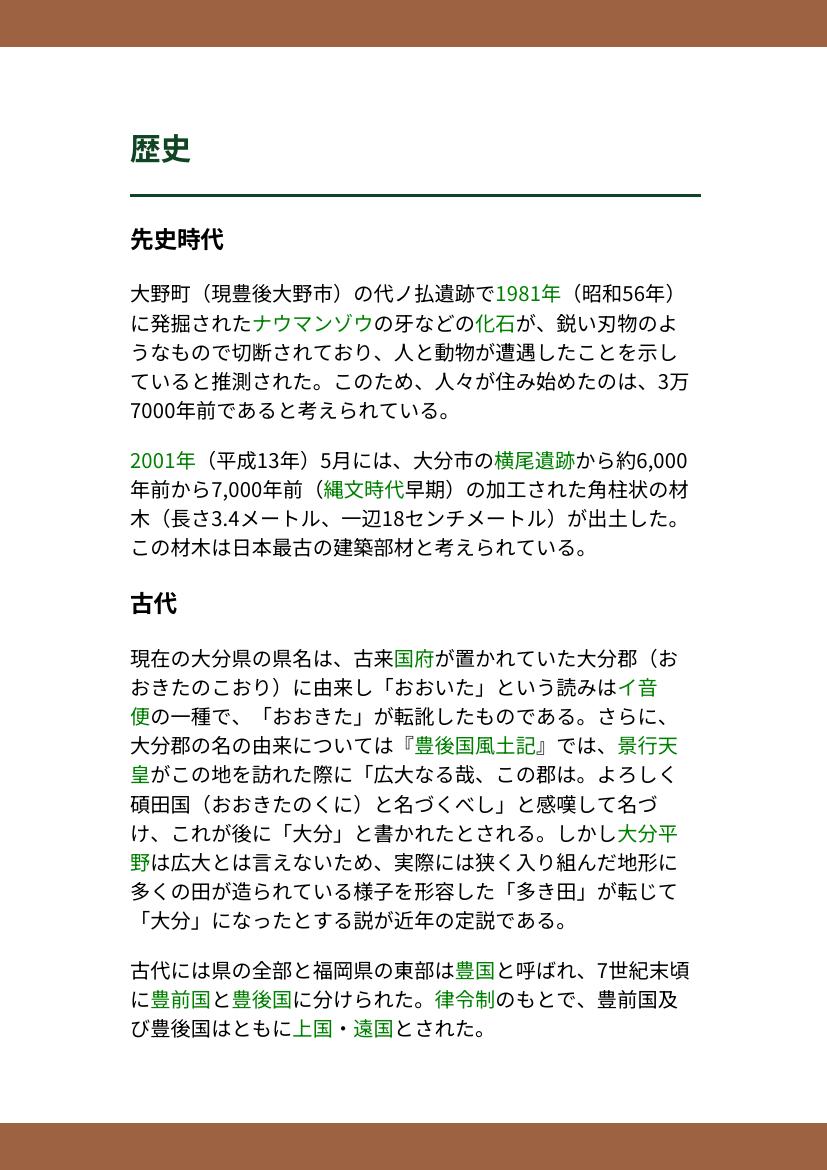 歴史
先史時代
大野町（現豊後大野市）の代ノ払遺跡で1981年（昭和56年）
に発掘されたナウマンゾウの牙などの化石が、鋭い刃物のよ
うなもので切断されており、人と動物が遭遇したことを示し
ていると推測された。このため、人々が住み始めたのは、3万
7000年前であると考えられている。
2001年（平成13年）5月には、大分市の横尾遺跡から約6,000
年前から7,000年前（縄文時代早期）の加工された角柱状の材
木（長さ3.4メートル、一辺18センチメートル）が出土した。
この材木は日本最古の建築部材と考えられている。
古代
現在の大分県の県名は、古来国府が置かれていた大分郡（お
おきたのこおり）に由来し「おおいた」という読みはイ音
便の一種で、「おおきた」が転訛したものである。さらに、
大分郡の名の由来については『豊後国風土記』では、景行天
皇がこの地を訪れた際に「広大なる哉、この郡は。よろしく
碩田国（おおきたのくに）と名づくべし」と感嘆して名づ
け、これが後に「大分」と書かれたとされる。しかし大分平
野は広大とは言えないため、実際には狭く入り組んだ地形に
多くの田が造られている様子を形容した「多き田」が転じて
「大分」になったとする説が近年の定説である。
古代には県の全部と福岡県の東部は豊国と呼ばれ、7世紀末頃
に豊前国と豊後国に分けられた。律令制のもとで、豊前国及
び豊後国はともに上国・遠国とされた。